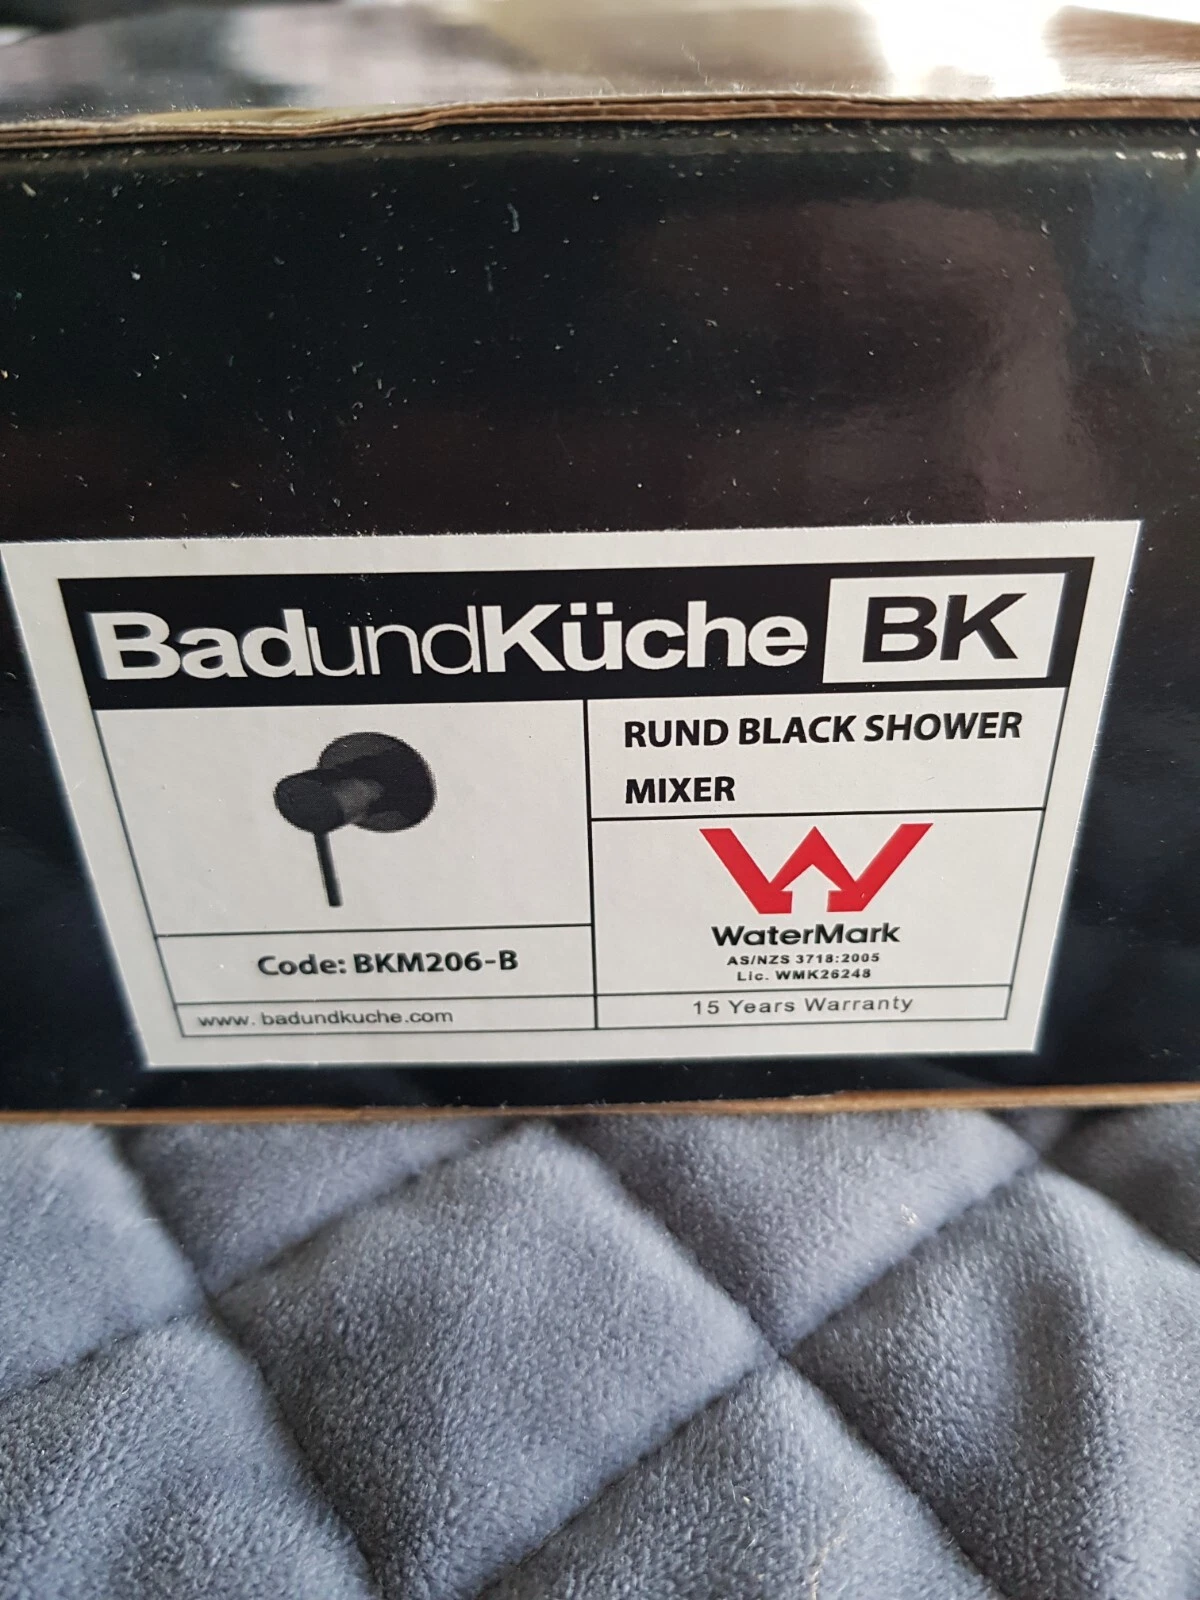 BadundKüche BK
RUND BLACK SHOWER
MIXER
WaterMark
AS/NZS 3718:2005
Lic. WMK26248
Code: BKM206-B
www. badundkuche.com
15 Years Warranty